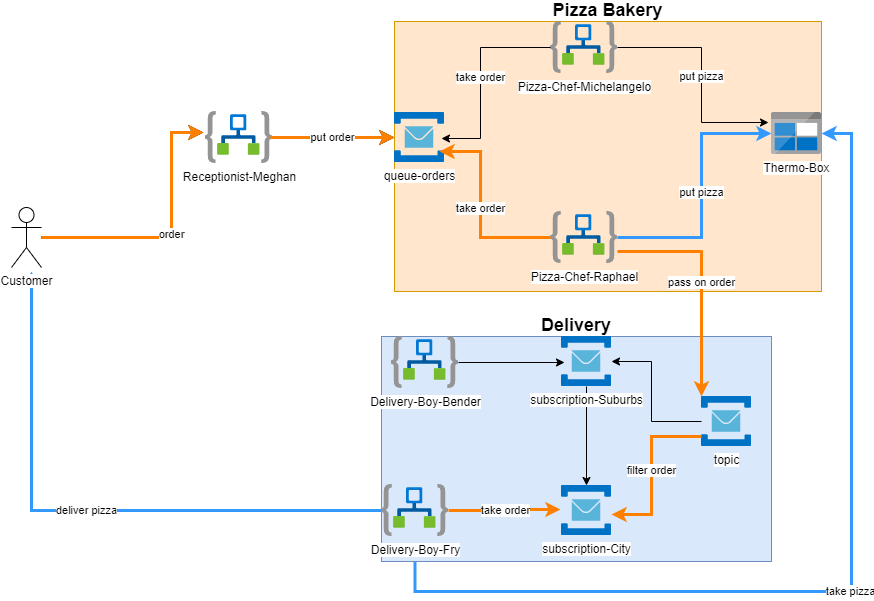 Pizza Bakery
take order
put pizza
Pizza-Chef-Michelangelo
put order
Thermo-Box
Receptionist-Meghan
queue-orders
put pizza
take order
order
Pizza-Chef-Raphael
Customer
pass on order
Delivery
Delivery-Boy-Bender
subscription-Suburbs
topic
filter order
deliver pizza
take order
Delivery-Boy-Fry
subscription-City
take pizza